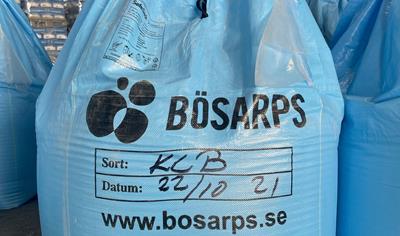 BÖSARPS
Sort: KCB
Datum: 22/10 21
www.bosarps.se